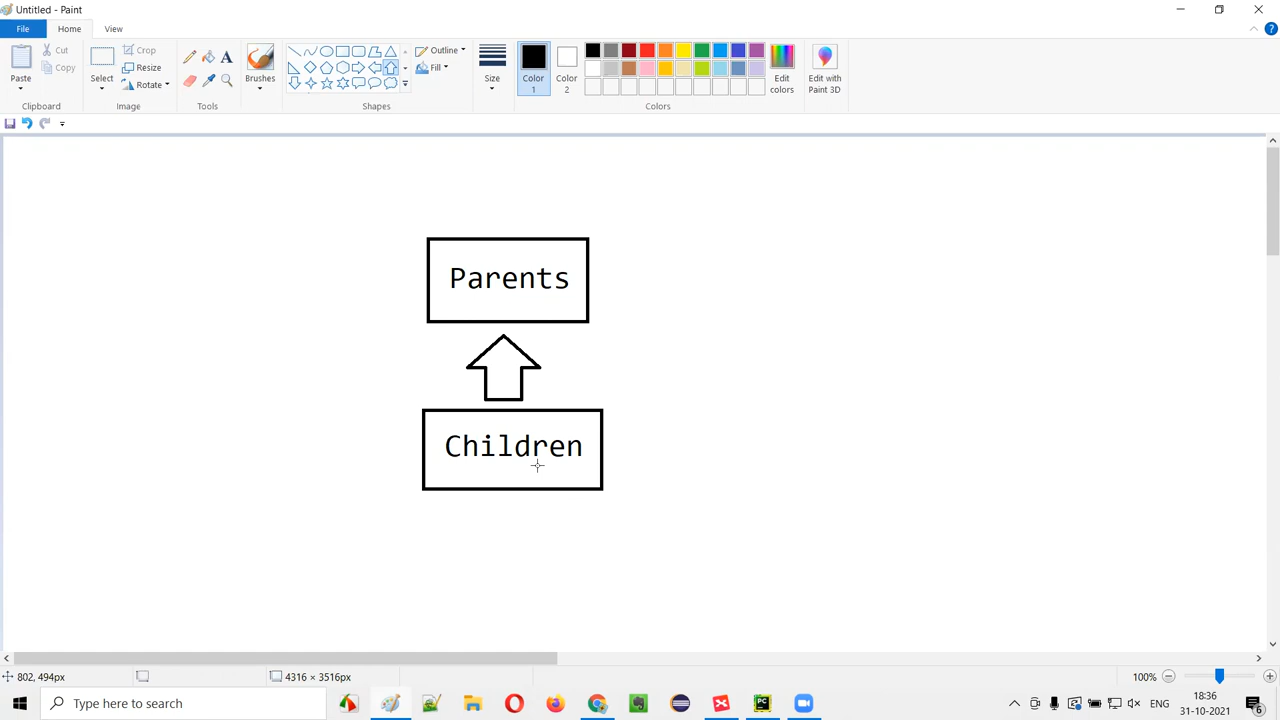 Untitled - Paint
File
Home
View
Paste
Cut
Copy
Clipboard
Select
Crop
Resize
Rotate
Image
Tools
Brushes
Shapes
Outline
Fill
Size
Color
1
Color
2
Edit
colors
Colors
Edit with
Paint 3D
Parents
Children
802, 494px
4316 × 3516px
100%
Type here to search
ENG
18:36
31-10-2021
6